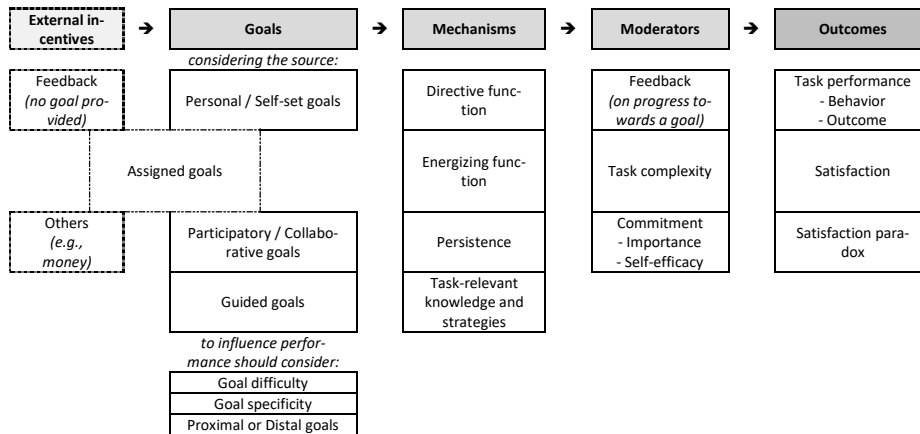 External in-
centives
➔
Goals
➔
Mechanisms
➔
Moderators
➔
Outcomes
considering the source:
Feedback
(no goal pro-
vided)
Personal / Self-set goals
Directive func-
tion
Feedback
(on progress to-
wards a goal)
Task performance
- Behavior
- Outcome
Assigned goals
Energizing func-
tion
Task complexity
Satisfaction
Others
(e.g.,
money)
Participatory / Collabo-
rative goals
Persistence
Commitment
- Importance
- Self-efficacy
Satisfaction para-
dox
Guided goals
Task-relevant
knowledge and
strategies
to influence perfor-
mance should consider:
Goal difficulty
Goal specificity
Proximal or Distal goals